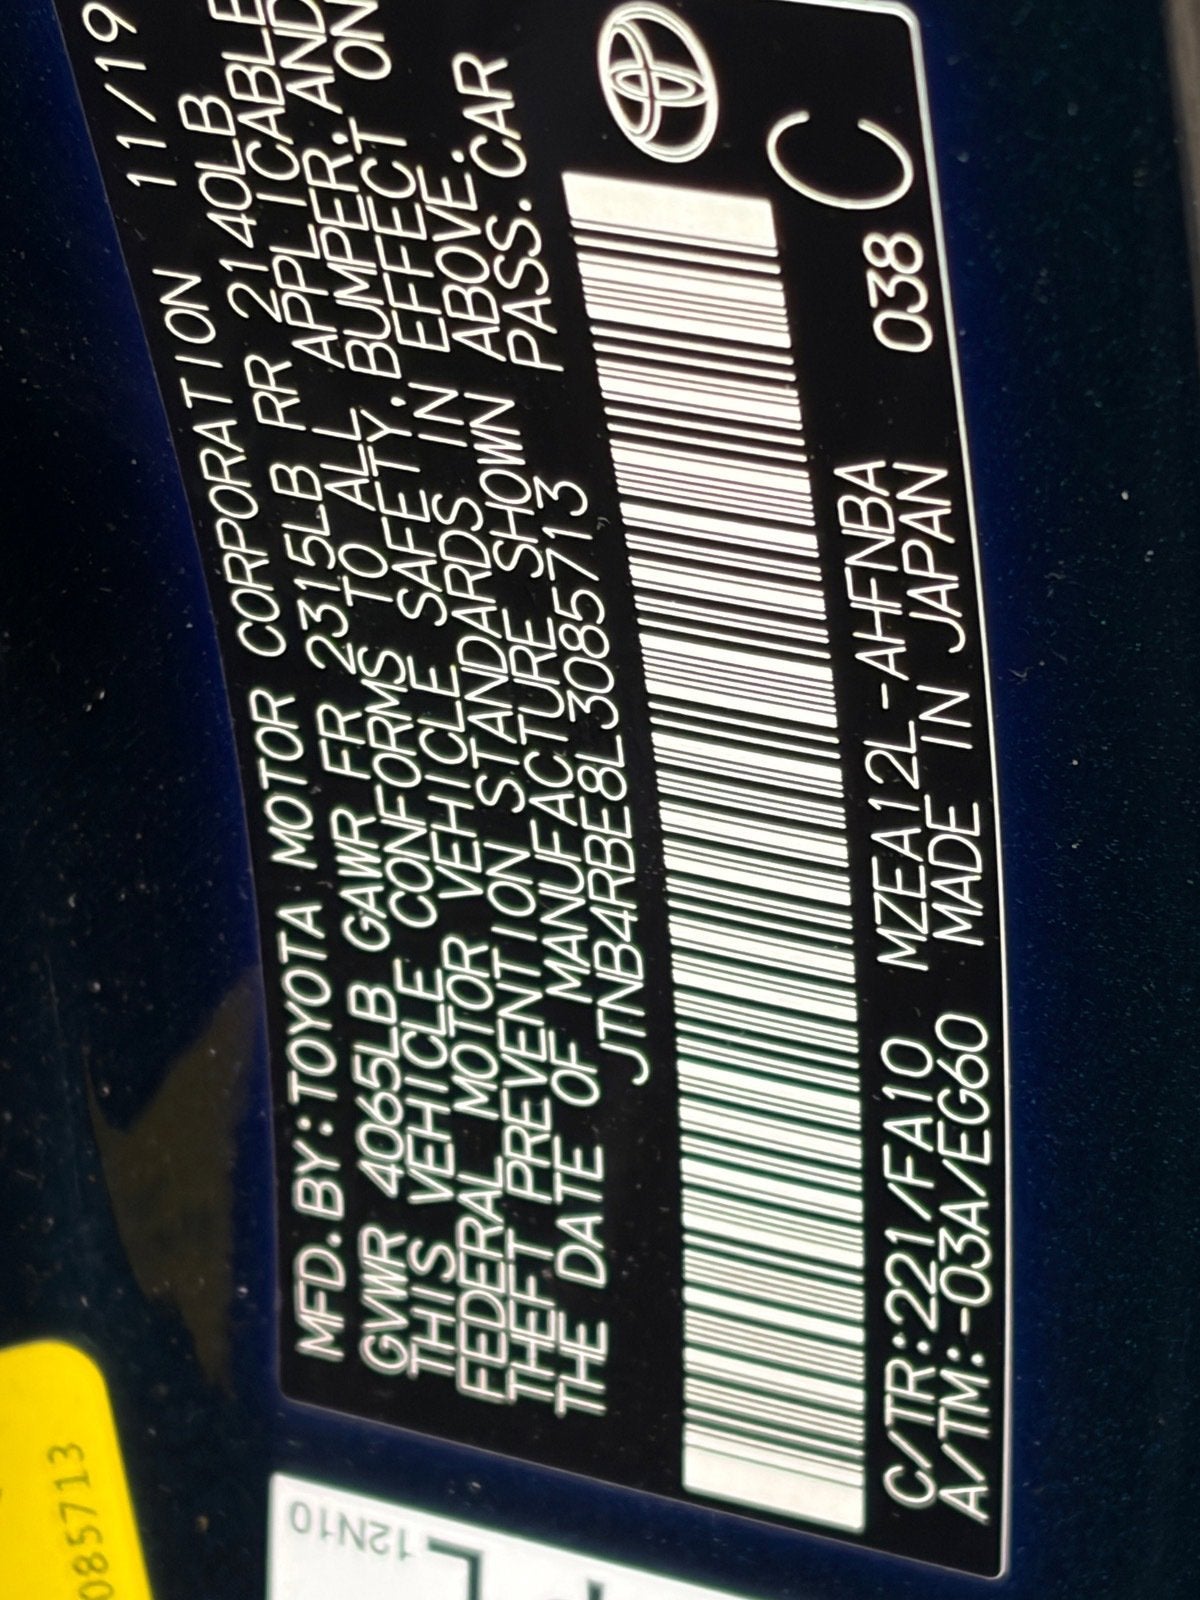 MFD.BY:TOYOTA MOTOR CORPORATION 11/19
GVWR 4065LB GAWR FR 2315LB RR 2140LB
THIS VEHICLE CONFORMS TO ALL APPLICABLE
FEDERAL MOTOR VEHICLE SAFETY, BUMPER, AND
THEFT PREVENTION STANDARDS IN EFFECT ON
THE DATE OF MANUFACTURE SHOWN ABOVE.
JTNB4RBE8L3085713 PASS.CAR
C/TR:221/FA10 MZEA12L-AHFNBA 038 C
A/TM:-03A/EG60 MADE IN JAPAN
085713
12N10